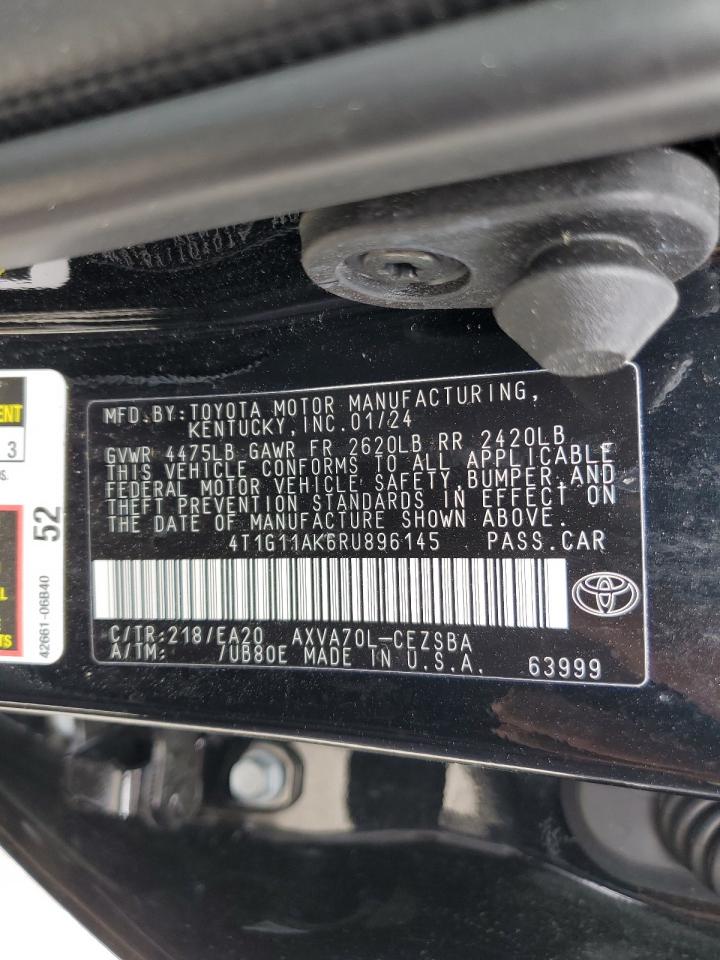 MFD.BY:TOYOTA MOTOR MANUFACTURING,
KENTUCKY,INC.01/24
GVWR 4475LB GAWR FR 2620LB RR 2420LB
THIS VEHICLE CONFORMS TO ALL APPLICABLE
FEDERAL MOTOR VEHICLE SAFETY,BUMPER,AND
THEFT PREVENTION STANDARDS IN EFFECT ON
THE DATE OF MANUFACTURE SHOWN ABOVE.
4T1G11AK6RU896145 PASS.CAR
C/TR:218/EA20 AXVA70L-CEZSBA
A/TM: 7UB80E MADE IN U.S.A. 63999
ENT
3
52
42661-06B40